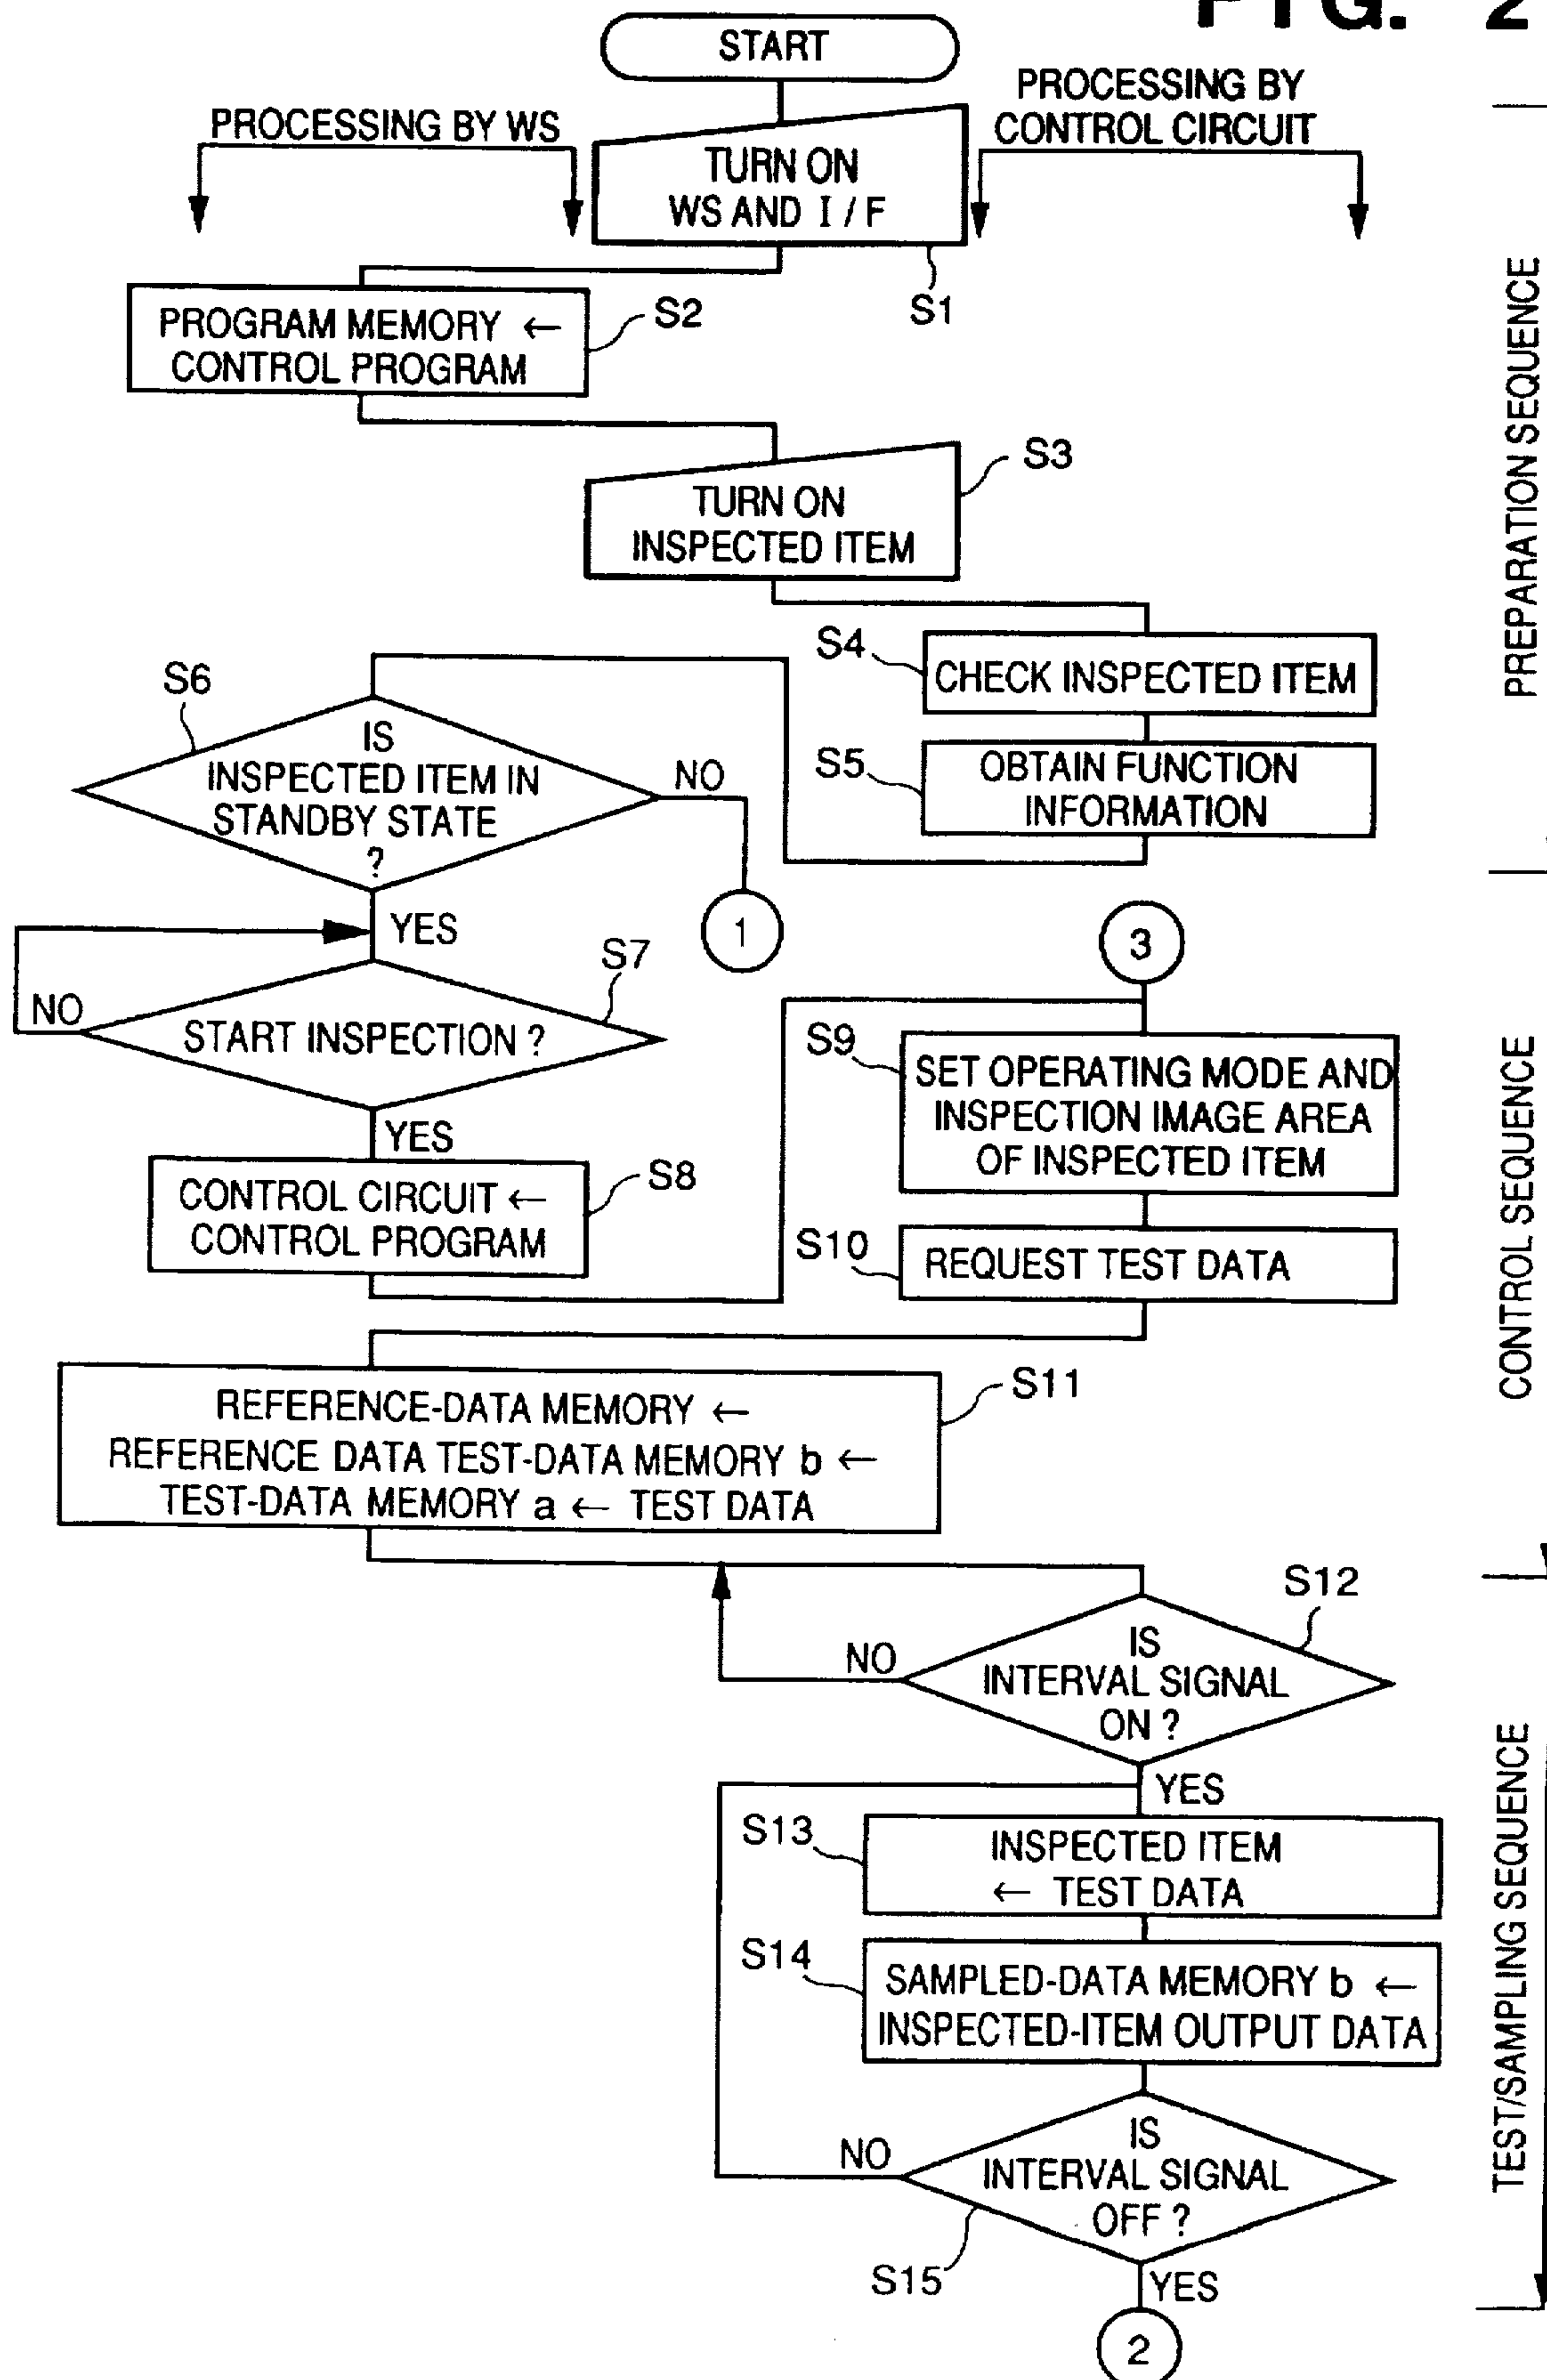 FIG. 2
START
PROCESSING BY WS
PROCESSING BY
CONTROL CIRCUIT
TURN ON
WS AND I / F
S1
PROGRAM MEMORY ←
CONTROL PROGRAM
S2
TURN ON
INSPECTED ITEM
S3
S4
CHECK INSPECTED ITEM
S5
OBTAIN FUNCTION
INFORMATION
PREPARATION SEQUENCE
S6
IS
INSPECTED ITEM IN
STANDBY STATE
?
NO
1
YES
S7
START INSPECTION ?
NO
YES
S8
CONTROL CIRCUIT ←
CONTROL PROGRAM
3
S9
SET OPERATING MODE AND
INSPECTION IMAGE AREA
OF INSPECTED ITEM
S10
REQUEST TEST DATA
CONTROL SEQUENCE
S11
REFERENCE-DATA MEMORY ←
REFERENCE DATA TEST-DATA MEMORY b ←
TEST-DATA MEMORY a ← TEST DATA
S12
IS
INTERVAL SIGNAL
ON ?
NO
YES
S13
INSPECTED ITEM
← TEST DATA
S14
SAMPLED-DATA MEMORY b ←
INSPECTED-ITEM OUTPUT DATA
IS
INTERVAL SIGNAL
OFF ?
NO
S15
YES
2
TEST/SAMPLING SEQUENCE